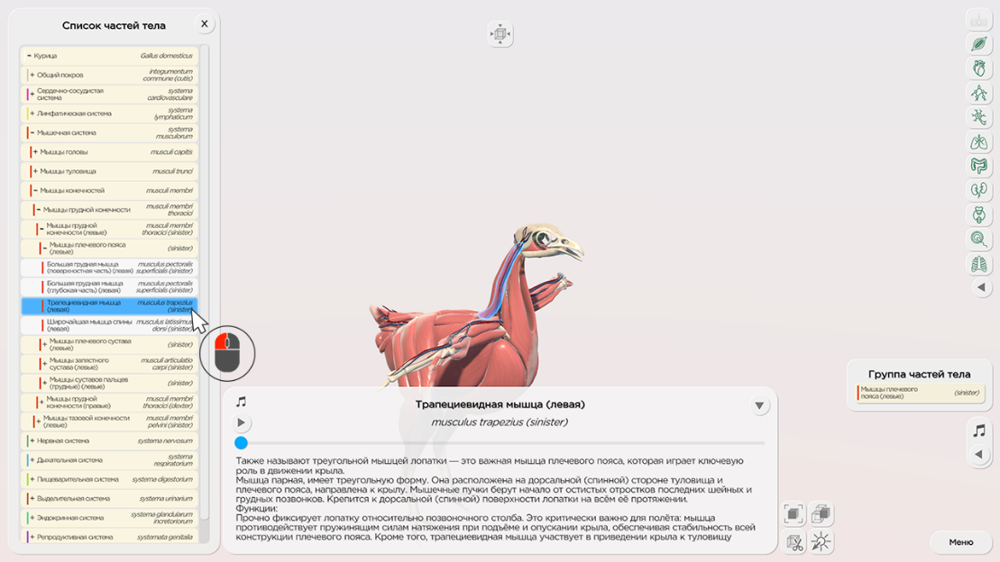 Список частей тела
X
- Курица Gallus domesticus
+ Общий покров integumentum
commune (cutis)
+ Сердечно-сосудистая systema
система cardiovasculare
+ Лимфатическая система systema
lymphaticum
- Мышечная система systema
musculorum
+ Мышцы головы musculi capitis
+ Мышцы туловища musculi trunci
- Мышцы конечностей musculi membri
- Мышцы грудной конечности musculi membri
thoracici
- Мышцы грудной musculi membri
конечности (левые) thoracici (sinister)
- Мышцы плечевого пояса (sinister)
(левые)
Большая грудная мышца musculus pectoralis
(поверхностная часть) (левая) superficialis (sinister)
Большая грудная мышца musculus pectoralis
(глубокая часть) (левая) superficialis (sinister)
Трапециевидная мышца musculus trapezius
(левая) (sinister)
Широчайшая мышца спины musculus latissimus
(левая) dorsi (sinister)
+ Мышцы плечевого сустава (sinister)
(левые)
+ Мышцы запястного musculi articulatio
сустава (левые) carpi (sinister)
+ Мышцы суставов пальцев (sinister)
(грудные) (левые)
+ Мышцы грудной musculi membri
конечности (правые) thoracici (dexter)
+ Мышцы тазовой конечности musculi membri
(левые) pelvini (sinister)
+ Нервная система systema nervosum
+ Дыхательная система systema
respiratorium
+ Пищеварительная система systema digestorium
+ Выделительная система systema urinarium
+ Эндокринная система systema glandularum
incretoriorum
+ Репродуктивная система systemata genitalia
Трапециевидная мышца (левая)
musculus trapezius (sinister)
Также называют треугольной мышцей лопатки — это важная мышца плечевого пояса, которая играет ключевую
роль в движении крыла.
Мышца парная, имеет треугольную форму. Она расположена на дорсальной (спинной) стороне туловища и
плечевого пояса, направлена к крылу. Мышечные пучки берут начало от остистых отростков последних шейных и
грудных позвонков. Крепится к дорсальной (спинной) поверхности лопатки на всём её протяжении.
Функции:
Прочно фиксирует лопатку относительно позвоночного столба. Это критически важно для полёта: мышца
противодействует пружинящим силам натяжения при подъёме и опускании крыла, обеспечивая стабильность всей
конструкции плечевого пояса. Кроме того, трапециевидная мышца участвует в приведении крыла к туловищу
Группа частей тела
Мышцы плечевого (sinister)
пояса (левые)
Меню